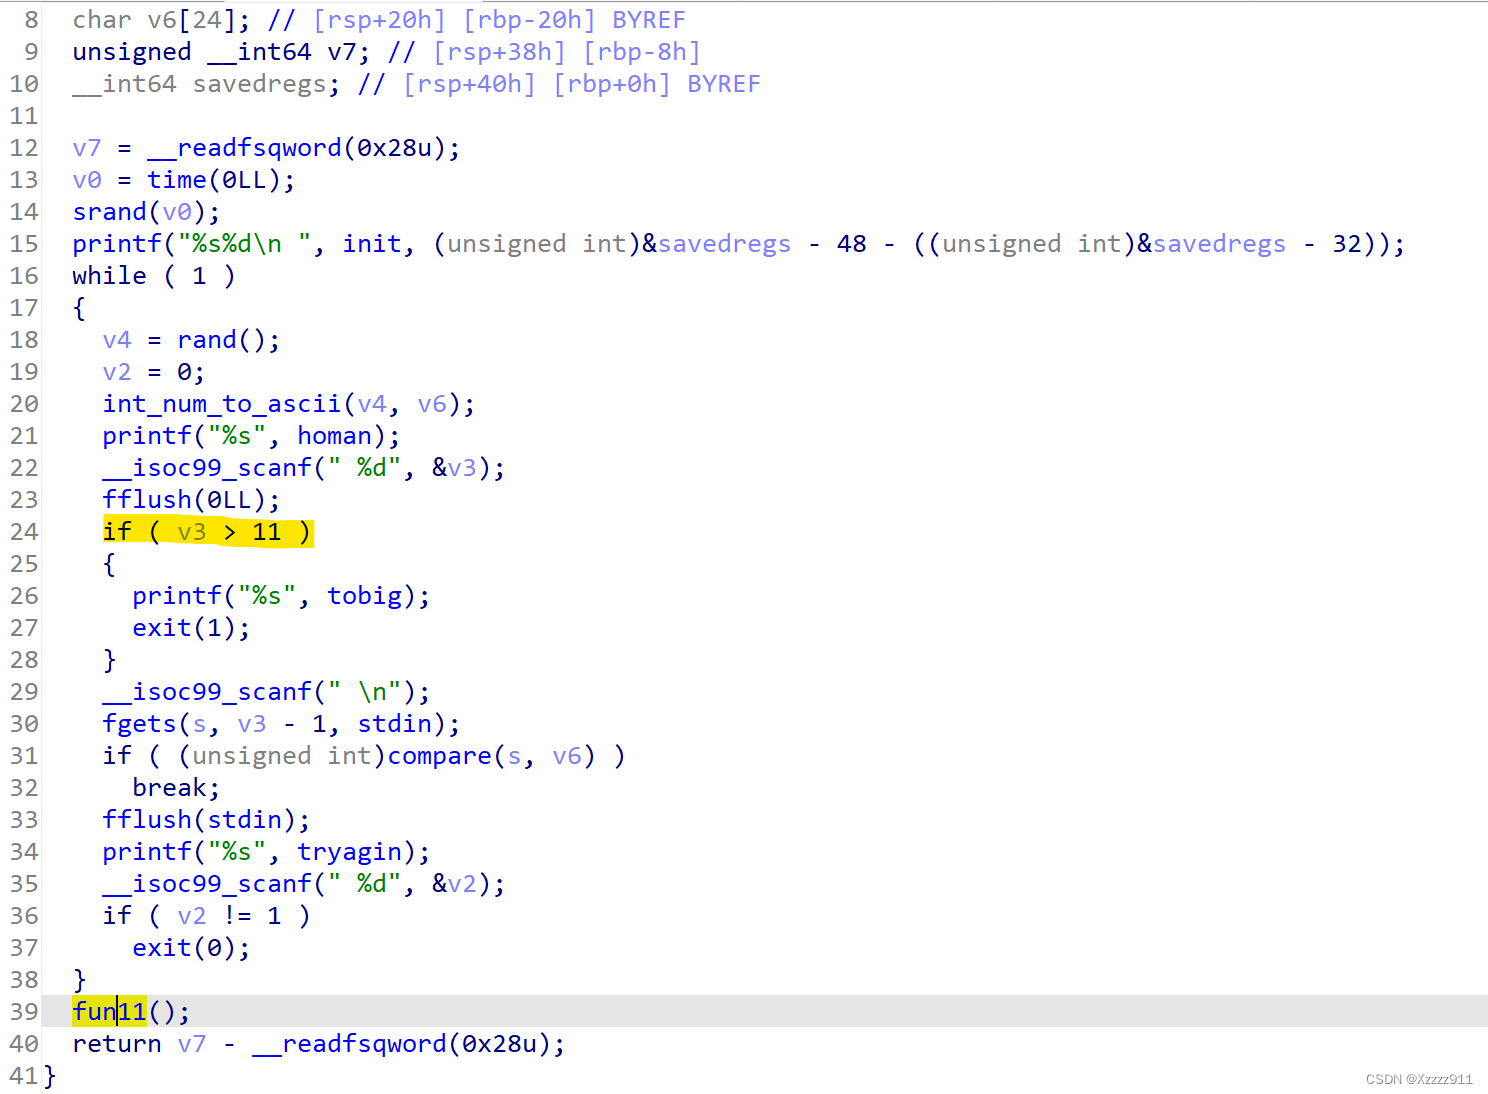 8 char v6[24]; // [rsp+20h] [rbp-20h] BYREF
9 unsigned __int64 v7; // [rsp+38h] [rbp-8h]
10 __int64 savedregs; // [rsp+40h] [rbp+0h] BYREF
11
12 v7 = __readfsqword(0x28u);
13 v0 = time(0LL);
14 srand(v0);
15 printf("%s%d\n ", init, (unsigned int)&savedregs - 48 - ((unsigned int)&savedregs - 32));
16 while ( 1 )
17 {
18 v4 = rand();
19 v2 = 0;
20 int_num_to_ascii(v4, v6);
21 printf("%s", homan);
22 __isoc99_scanf(" %d", &v3);
23 fflush(0LL);
24 if ( v3 > 11 )
25 {
26 printf("%s", tobig);
27 exit(1);
28 }
29 __isoc99_scanf(" \n");
30 fgets(s, v3 - 1, stdin);
31 if ( (unsigned int)compare(s, v6) )
32 break;
33 fflush(stdin);
34 printf("%s", tryagin);
35 __isoc99_scanf(" %d", &v2);
36 if ( v2 != 1 )
37 exit(0);
38 }
39 fun11();
40 return v7 - __readfsqword(0x28u);
41 }
CSDN @Xzzzz911